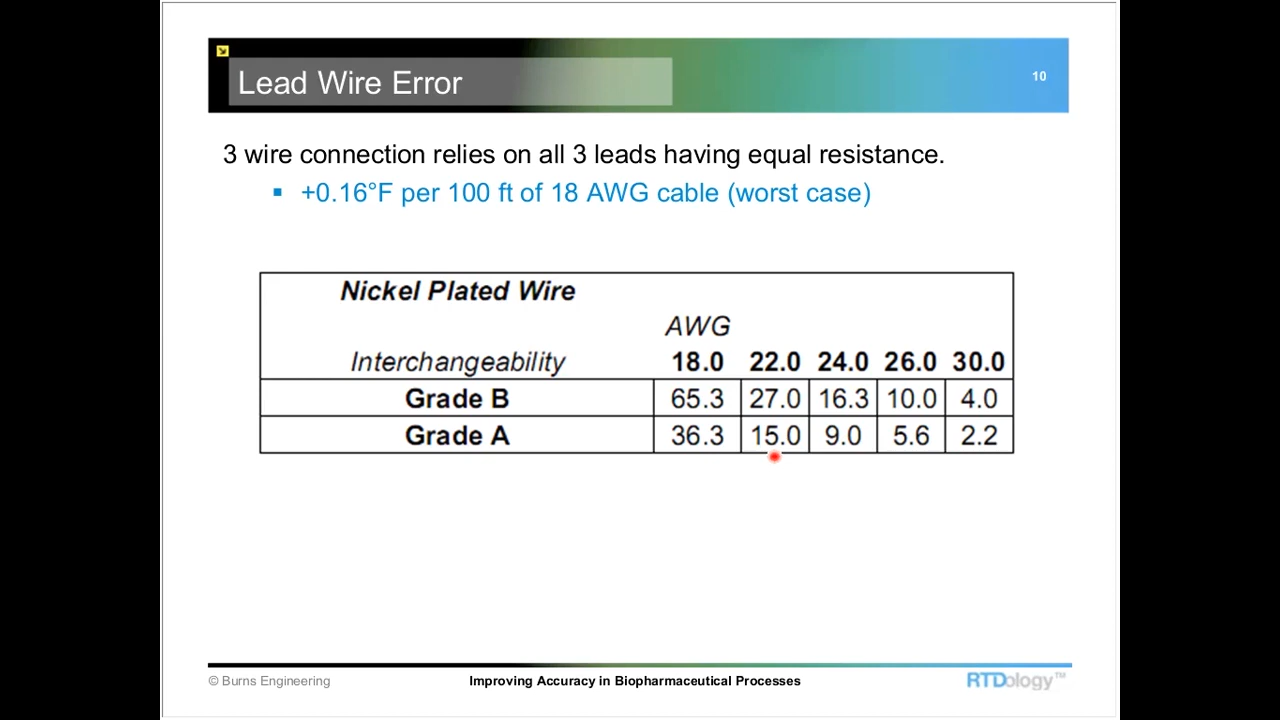 Lead Wire Error
10
3 wire connection relies on all 3 leads having equal resistance.
▪ +0.16°F per 100 ft of 18 AWG cable (worst case)
Nickel Plated Wire
AWG
Interchangeability 18.0 22.0 24.0 26.0 30.0
Grade B 65.3 27.0 16.3 10.0 4.0
Grade A 36.3 15.0 9.0 5.6 2.2
© Burns Engineering Improving Accuracy in Biopharmaceutical Processes RTDology™